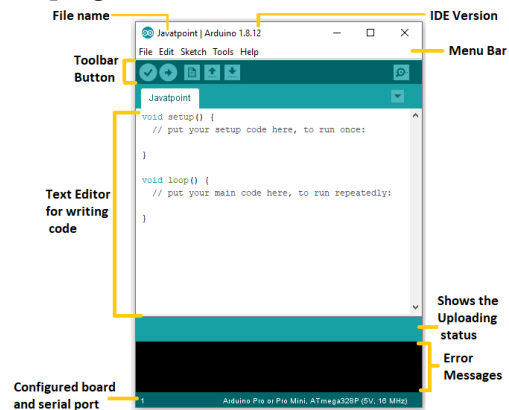 File name
IDE Version
Javatpoint | Arduino 1.8.12
File Edit Sketch Tools Help
Menu Bar
Toolbar
Button
Javatpoint
void setup() {
// put your setup code here, to run once:
}
void loop() {
// put your main code here, to run repeatedly:
}
Text Editor
for writing
code
Shows the
Uploading
status
Error
Messages
Configured board
and serial port
1
Arduino Pro or Pro Mini, ATmega328P (5V, 16 MHz)